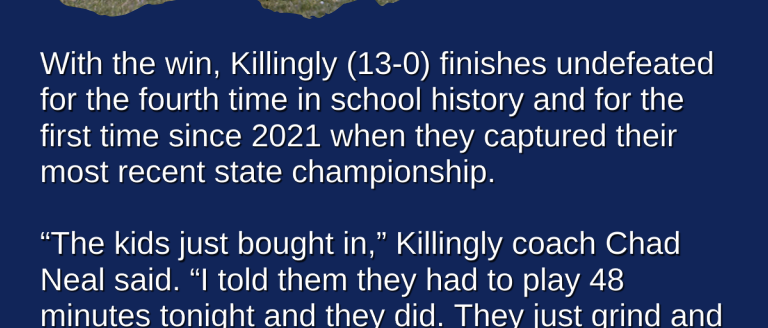 With the win, Killingly (13-0) finishes undefeated
for the fourth time in school history and for the
first time since 2021 when they captured their
most recent state championship.
“The kids just bought in,” Killingly coach Chad
Neal said. “I told them they had to play 48
minutes tonight and they did. They just grind and